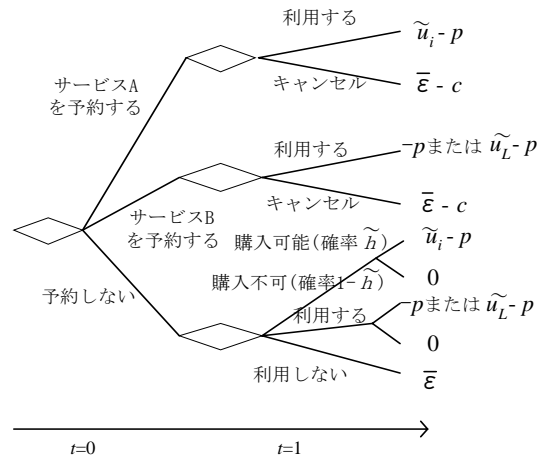 利用する
ũ_i - p
サービスA
を予約する
キャンセル
ε̄ - c
利用する
-pまたは ũ_L - p
キャンセル
ε̄ - c
サービスB
を予約する
購入可能(確率 h̃)
ũ_i - p
予約しない
購入不可(確率1-h̃)
0
利用する
-pまたは ũ_L - p
0
利用しない
ε̄
t=0
t=1